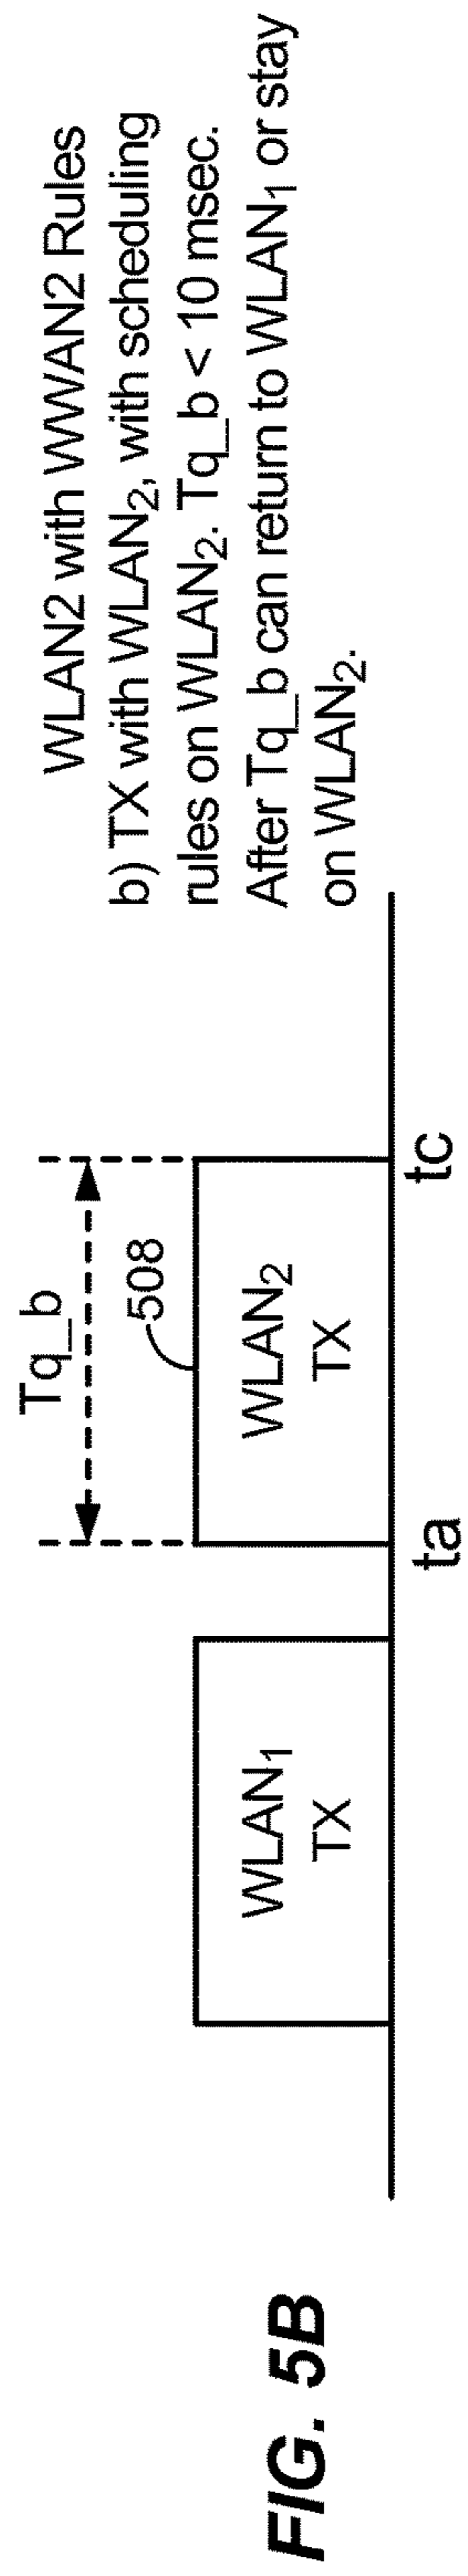 WLAN2 with WWAN2 Rules
b) TX with WLAN₂, with scheduling
rules on WLAN₂. Tq_b < 10 msec.
After Tq_b can return to WLAN₁ or stay
on WLAN₂.
Tq_b
508
WLAN₁
TX
WLAN₂
TX
ta
tc
FIG. 5B